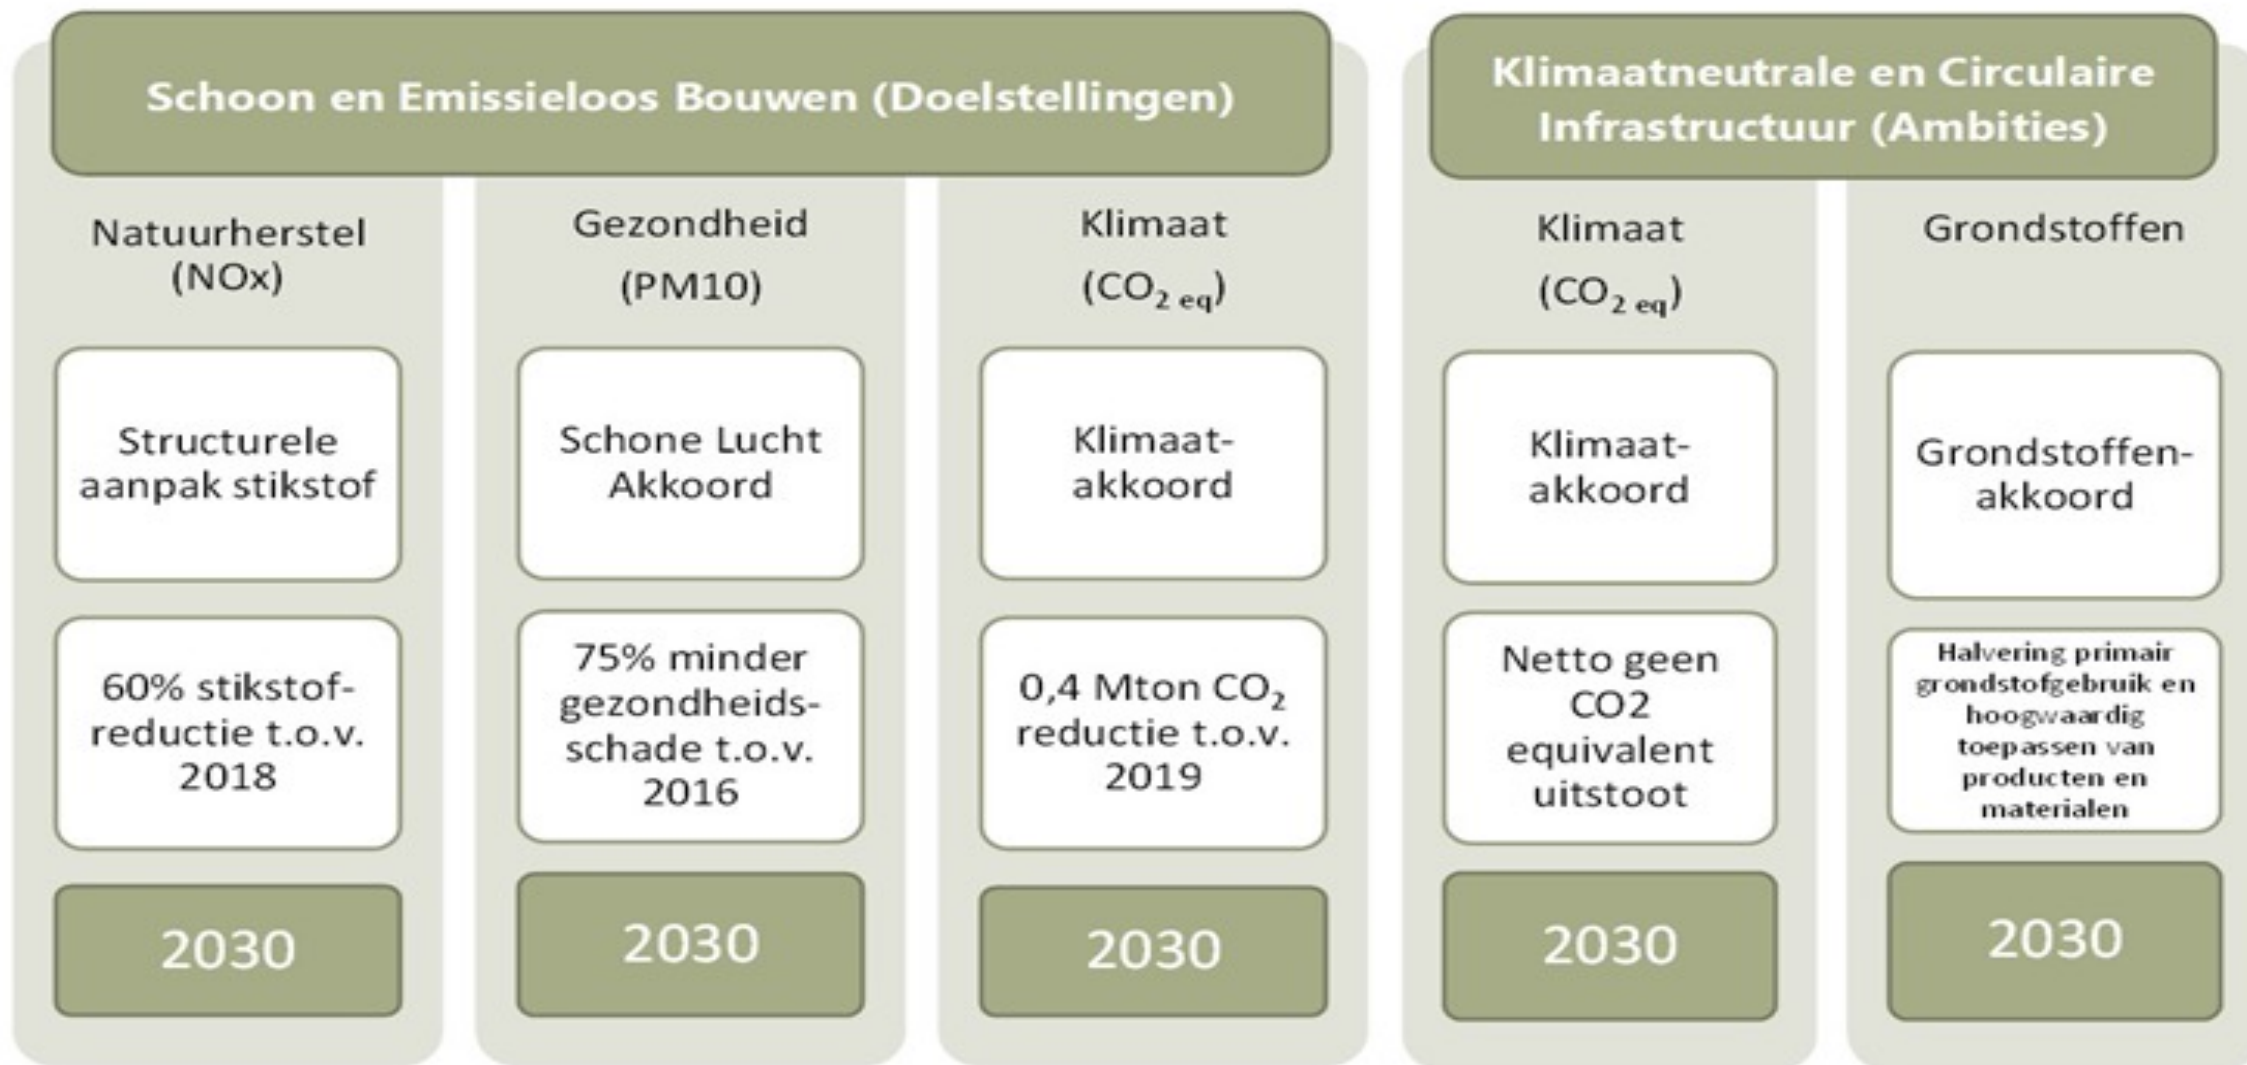 Schoon en Emissieloos Bouwen (Doelstellingen)
Natuurherstel
(NOx)
Structurele
aanpak stikstof
60% stikstof-
reductie t.o.v.
2018
2030
Gezondheid
(PM10)
Schone Lucht
Akkoord
75% minder
gezondheids-
schade t.o.v.
2016
2030
Klimaat
(CO₂ eq)
Klimaat-
akkoord
0,4 Mton CO₂
reductie t.o.v.
2019
2030
Klimaatneutrale en Circulaire
Infrastructuur (Ambities)
Klimaat
(CO₂ eq)
Klimaat-
akkoord
Netto geen
CO2
equivalent
uitstoot
2030
Grondstoffen
Grondstoffen-
akkoord
Halvering primair
grondstofgebruik en
hoogwaardig
toepassen van
producten en
materialen
2030